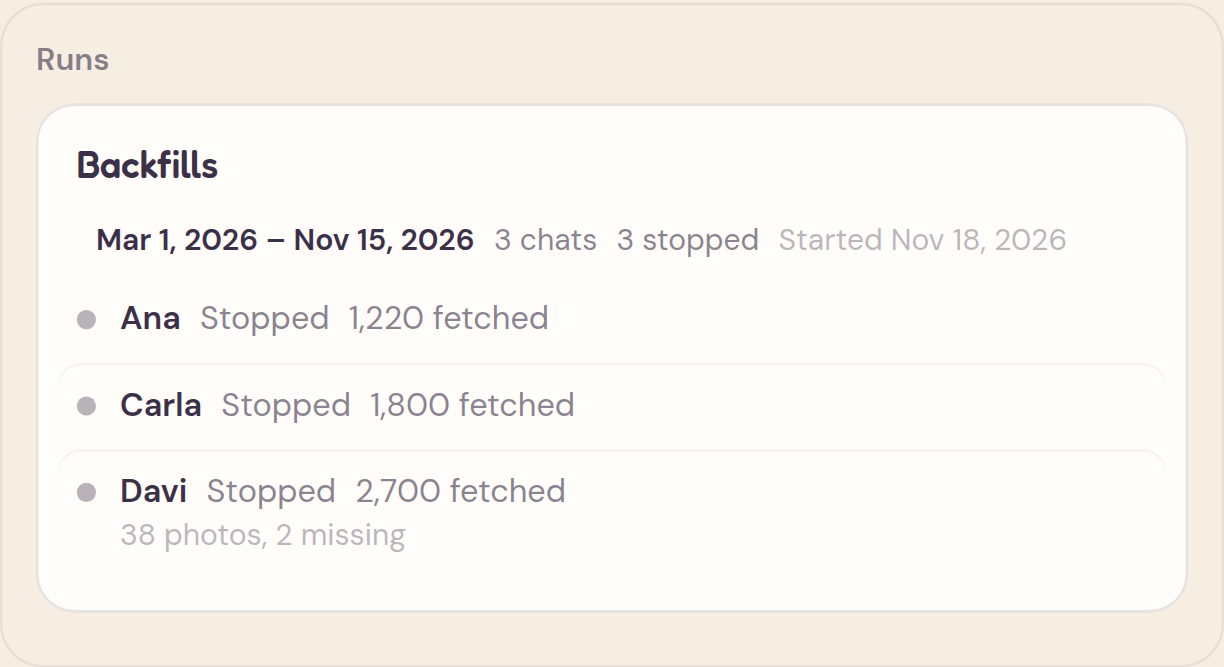 Runs
Backfills
Mar 1, 2026 – Nov 15, 2026 3 chats 3 stopped Started Nov 18, 2026
Ana Stopped 1,220 fetched
Carla Stopped 1,800 fetched
Davi Stopped 2,700 fetched
38 photos, 2 missing